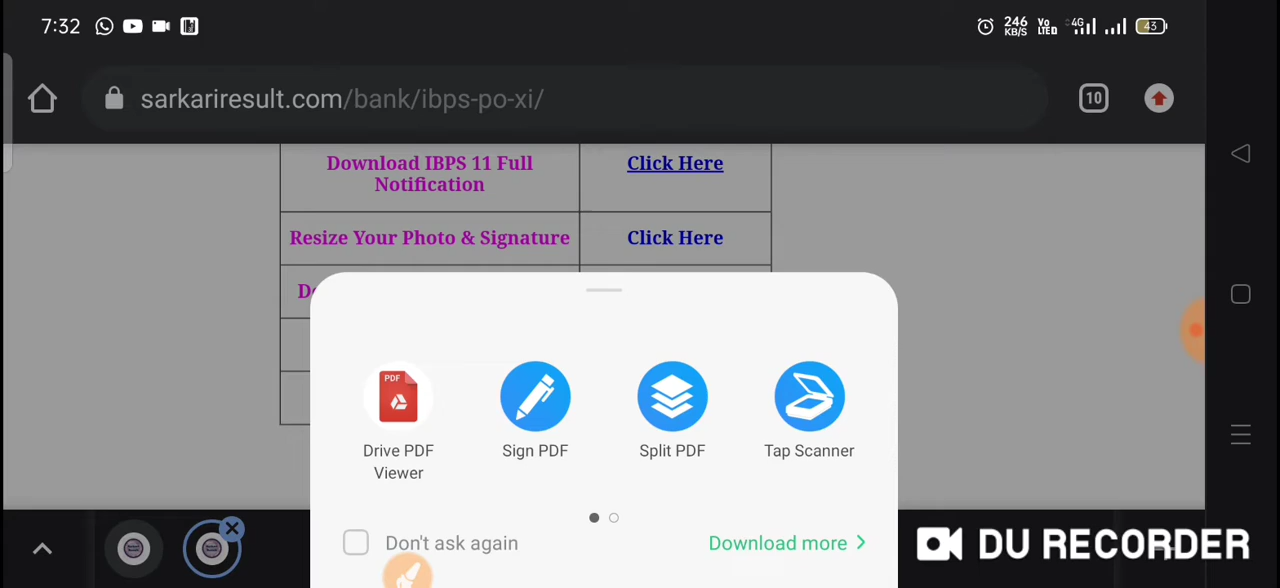 7:32
246
KB/S
Vo
LTE D
4G
43
sarkariresult.com/bank/ibps-po-xi/
10
Download IBPS 11 Full
Notification
Click Here
Resize Your Photo & Signature
Click Here
PDF
Drive PDF
Viewer
Sign PDF
Split PDF
Tap Scanner
Don't ask again
Download more
DU RECORDER